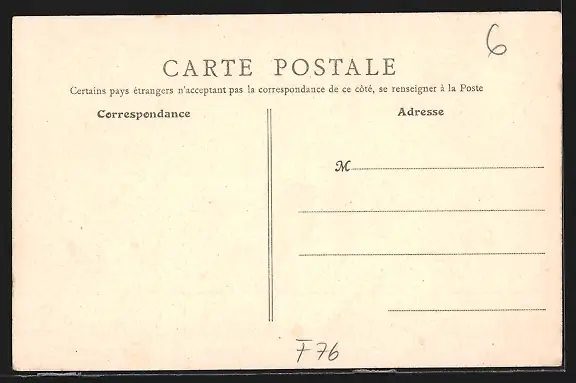 6
CARTE POSTALE
Certains pays étrangers n'acceptant pas la correspondance de ce côté, se renseigner à la Poste
Correspondance
Adresse
M
F76